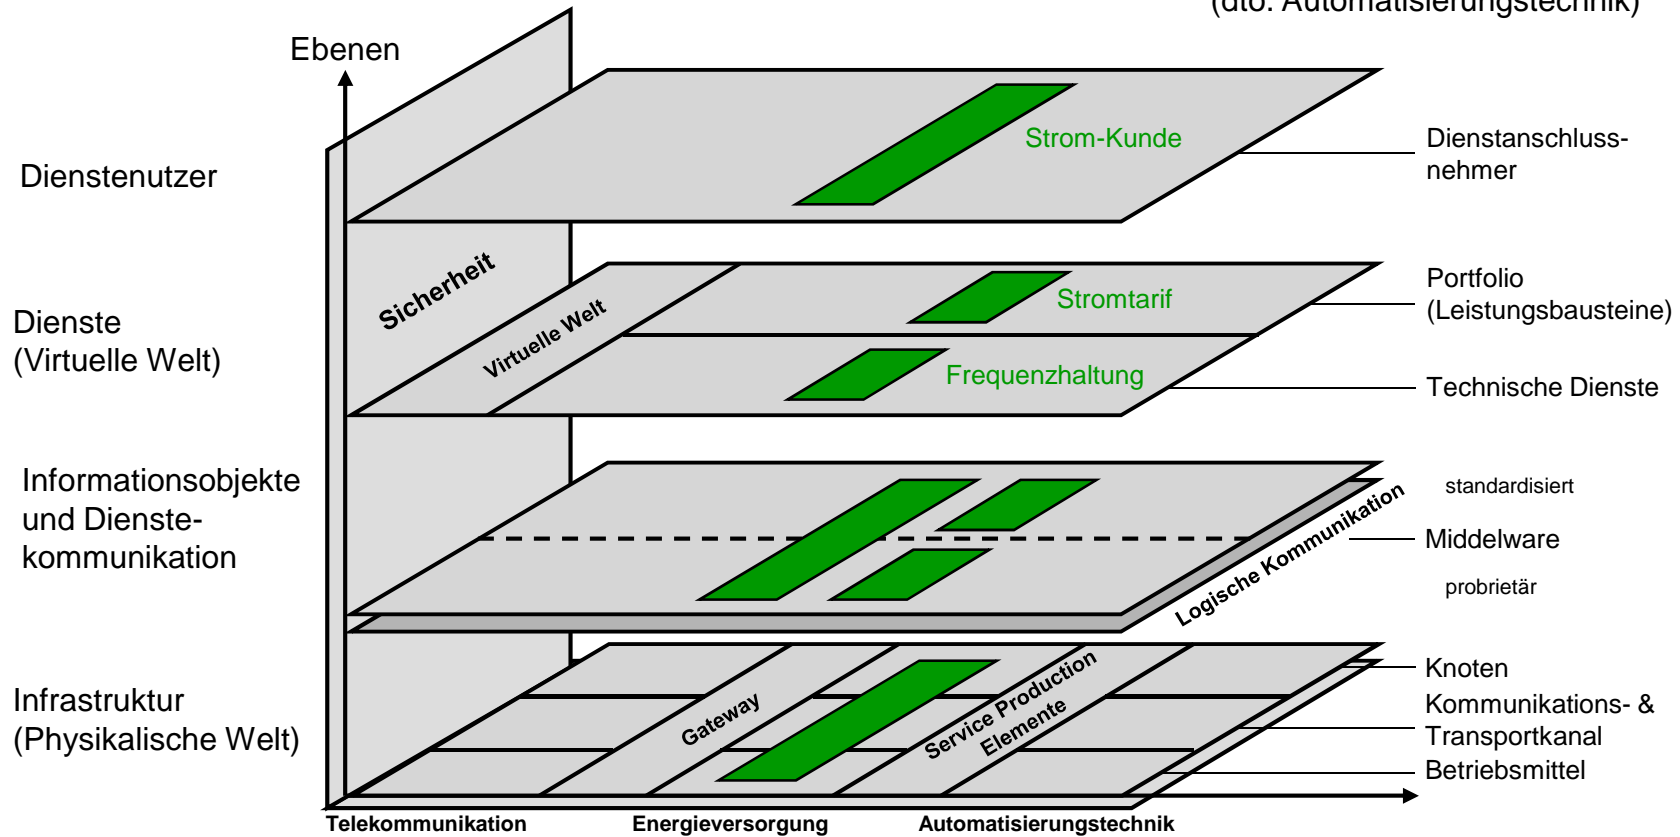 (dto. Automatisierungstechnik)
Ebenen
Dienstenutzer
Strom-Kunde
Dienstanschluss-
nehmer
Sicherheit
Dienste
(Virtuelle Welt)
Virtuelle Welt
Stromtarif
Frequenzhaltung
Portfolio
(Leistungsbausteine)
Technische Dienste
Informationsobjekte
und Dienste-
kommunikation
Logische Kommunikation
standardisiert
Middelware
probrietär
Infrastruktur
(Physikalische Welt)
Gateway
Service Production
Elemente
Knoten
Kommunikations- &
Transportkanal
Betriebsmittel
Telekommunikation
Energieversorgung
Automatisierungstechnik